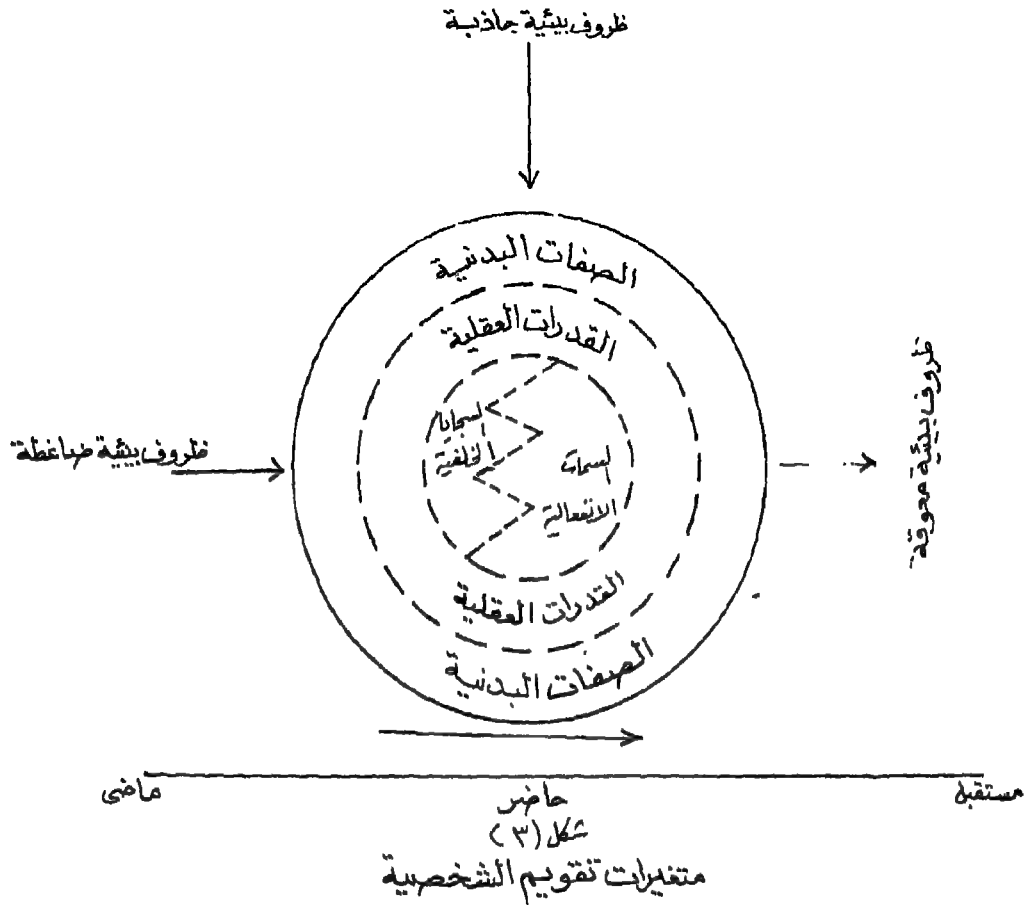 ظروف بيئية جاذبة
الصفات البدنية
القدرات العقلية
السجايا
الخلقية
السمات
الانفعالية
ظروف بيئية ضاغطة
ظروف بيئية معوقة
القدرات العقلية
الصفات البدنية
ماضى
حاضر
مستقبل
شكل (٣)
متغيرات تقويم الشخصية